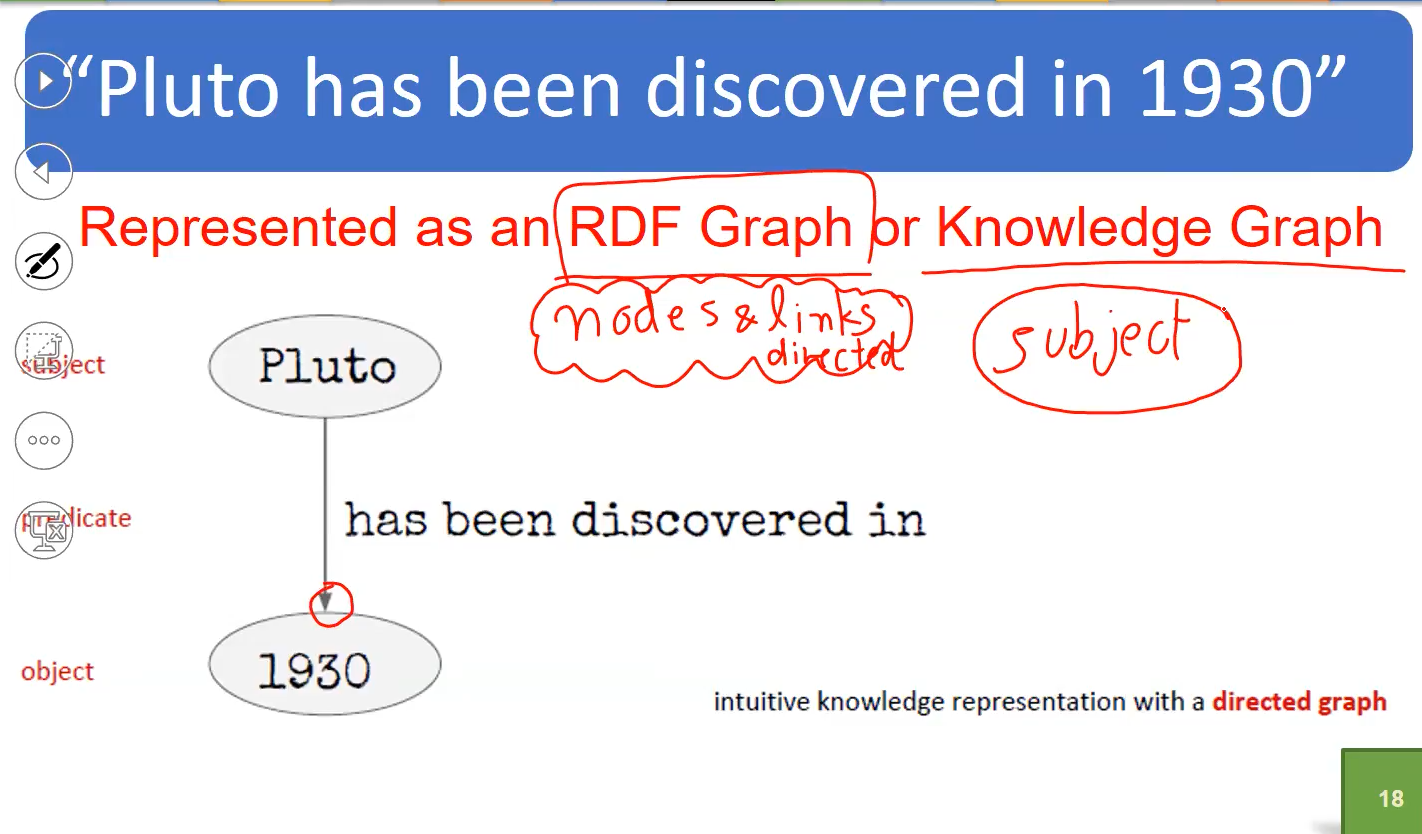 “Pluto has been discovered in 1930”
Represented as an RDF Graph or Knowledge Graph
nodes & links
directed
subject
subject
Pluto
predicate
has been discovered in
object
1930
intuitive knowledge representation with a directed graph
18